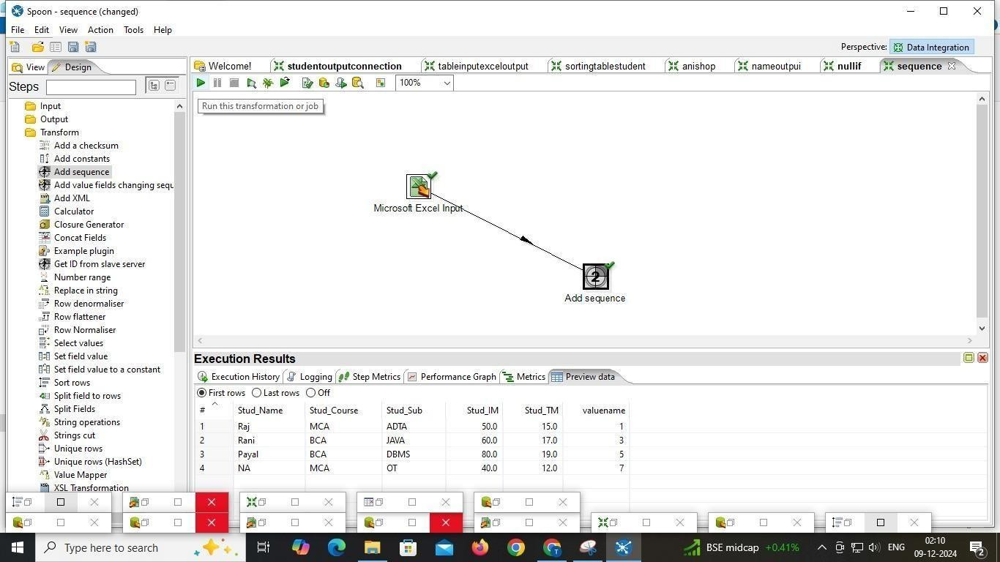 Spoon - sequence (changed)
File Edit View Action Tools Help
Perspective: Data Integration
View Design
Welcome! studentoutputconnection tableinputexceloutput sortingtablestudent anishop nameoutpui nullif sequence
Steps
100%
Run this transformation or job
Input
Output
Transform
Add a checksum
Add constants
Add sequence
Add value fields changing sequ
Add XML
Calculator
Closure Generator
Concat Fields
Example plugin
Get ID from slave server
Number range
Replace in string
Row denormaliser
Row flattener
Row Normaliser
Select values
Set field value
Set field value to a constant
Sort rows
Split field to rows
Split Fields
String operations
Strings cut
Unique rows
Unique rows (HashSet)
Value Mapper
XSL Transformation
Microsoft Excel Input
2
Add sequence
Execution Results
Execution History Logging Step Metrics Performance Graph Metrics Preview data
First rows Last rows Off
# Stud_Name Stud_Course Stud_Sub Stud_IM Stud_TM valuename
1 Raj MCA ADTA 50.0 15.0 1
2 Rani BCA JAVA 60.0 17.0 3
3 Payal BCA DBMS 80.0 19.0 5
4 NA MCA OT 40.0 12.0 7
Type here to search
BSE midcap +0.41%
ENG
02:10
09-12-2024
2